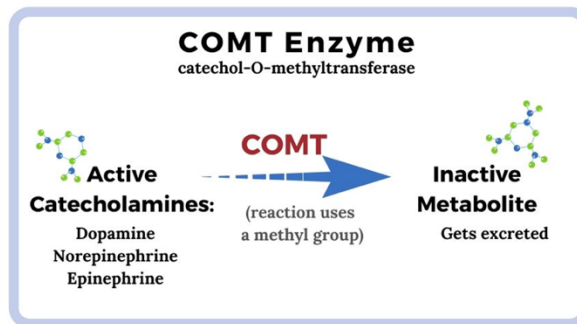 COMT Enzyme
catechol-O-methyltransferase
Active
Catecholamines:
Dopamine
Norepinephrine
Epinephrine
COMT
(reaction uses
a methyl group)
Inactive
Metabolite
Gets excreted